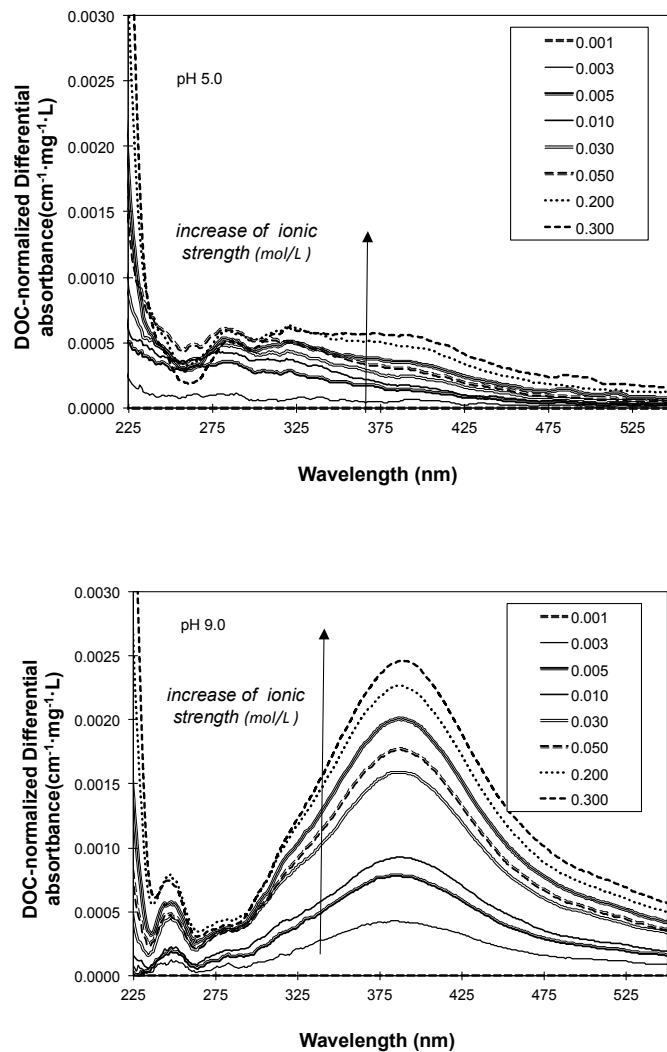 DOC-normalized Differential
absortbance(cm⁻¹·mg⁻¹·L)
0.0030
0.0025
0.0020
0.0015
0.0010
0.0005
0.0000
pH 5.0
increase of ionic
strength (mol/L )
0.001
0.003
0.005
0.010
0.030
0.050
0.200
0.300
225 275 325 375 425 475 525
Wavelength (nm)
DOC-normalized Differential
absorbance(cm⁻¹·mg⁻¹·L)
0.0030
0.0025
0.0020
0.0015
0.0010
0.0005
0.0000
pH 9.0
increase of ionic
strength (mol/L )
0.001
0.003
0.005
0.010
0.030
0.050
0.200
0.300
225 275 325 375 425 475 525
Wavelength (nm)